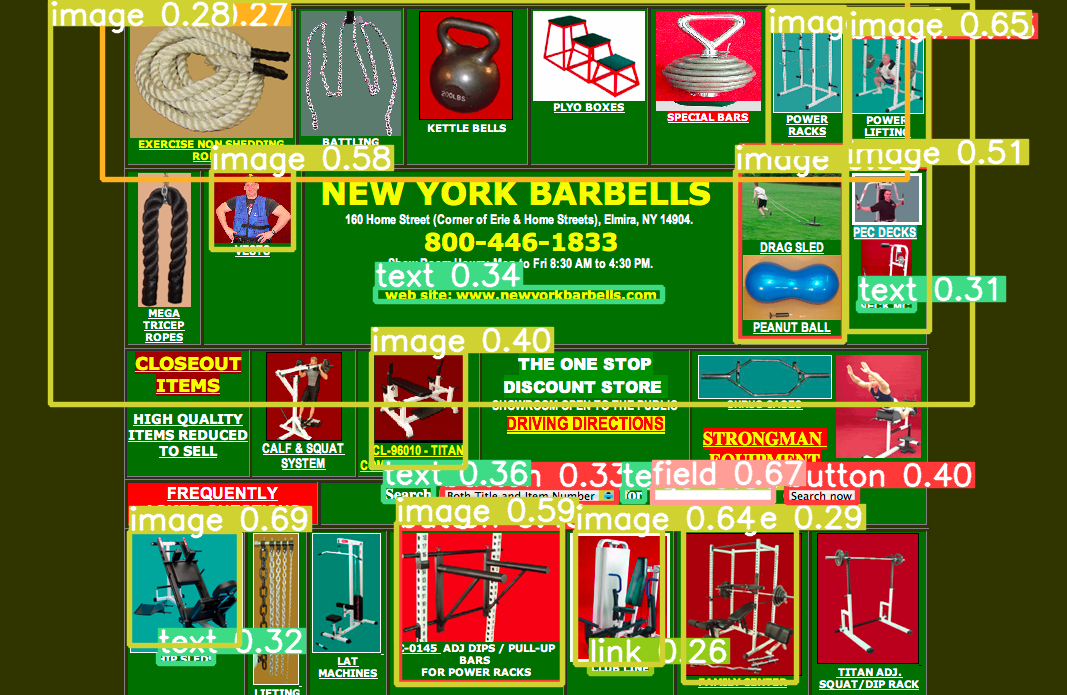 image 0.28
0.27
image
image 0.65
200LBS
EXERCISE NON SHEDDING
BATTLING
KETTLE BELLS
PLYO BOXES
SPECIAL BARS
POWER
RACKS
POWER
LIFTING
image 0.58
image
image 0.51
MEGA
TRICEP
ROPES
VESTS
NEW YORK BARBELLS
160 Home Street (Corner of Erie & Home Streets), Elmira, NY 14904.
800-446-1833
to Fri 8:30 AM to 4:30 PM.
text 0.34
web site: www.newyorkbarbells.com
DRAG SLED
PEANUT BALL
PEC DECKS
text 0.31
CLOSEOUT
ITEMS
HIGH QUALITY
ITEMS REDUCED
TO SELL
CALF & SQUAT
SYSTEM
image 0.40
CL-96010 - TITAN
THE ONE STOP
DISCOUNT STORE
SHOWROOM OPEN TO THE PUBLIC
DRIVING DIRECTIONS
STRONGMAN
EQUIPMENT
text 0.36
0.33
field 0.67
button 0.40
FREQUENTLY
Search
Both Title and Item Number
for
Search now
image 0.69
image 0.59
image 0.64
0.29
text 0.32
HIP SLED
LIFTING
LAT
MACHINES
-0145 ADJ DIPS / PULL-UP
BARS
FOR POWER RACKS
link 0.26
CLUB LINE
FAMILY CENTER
TITAN ADJ.
SQUAT/DIP RACK